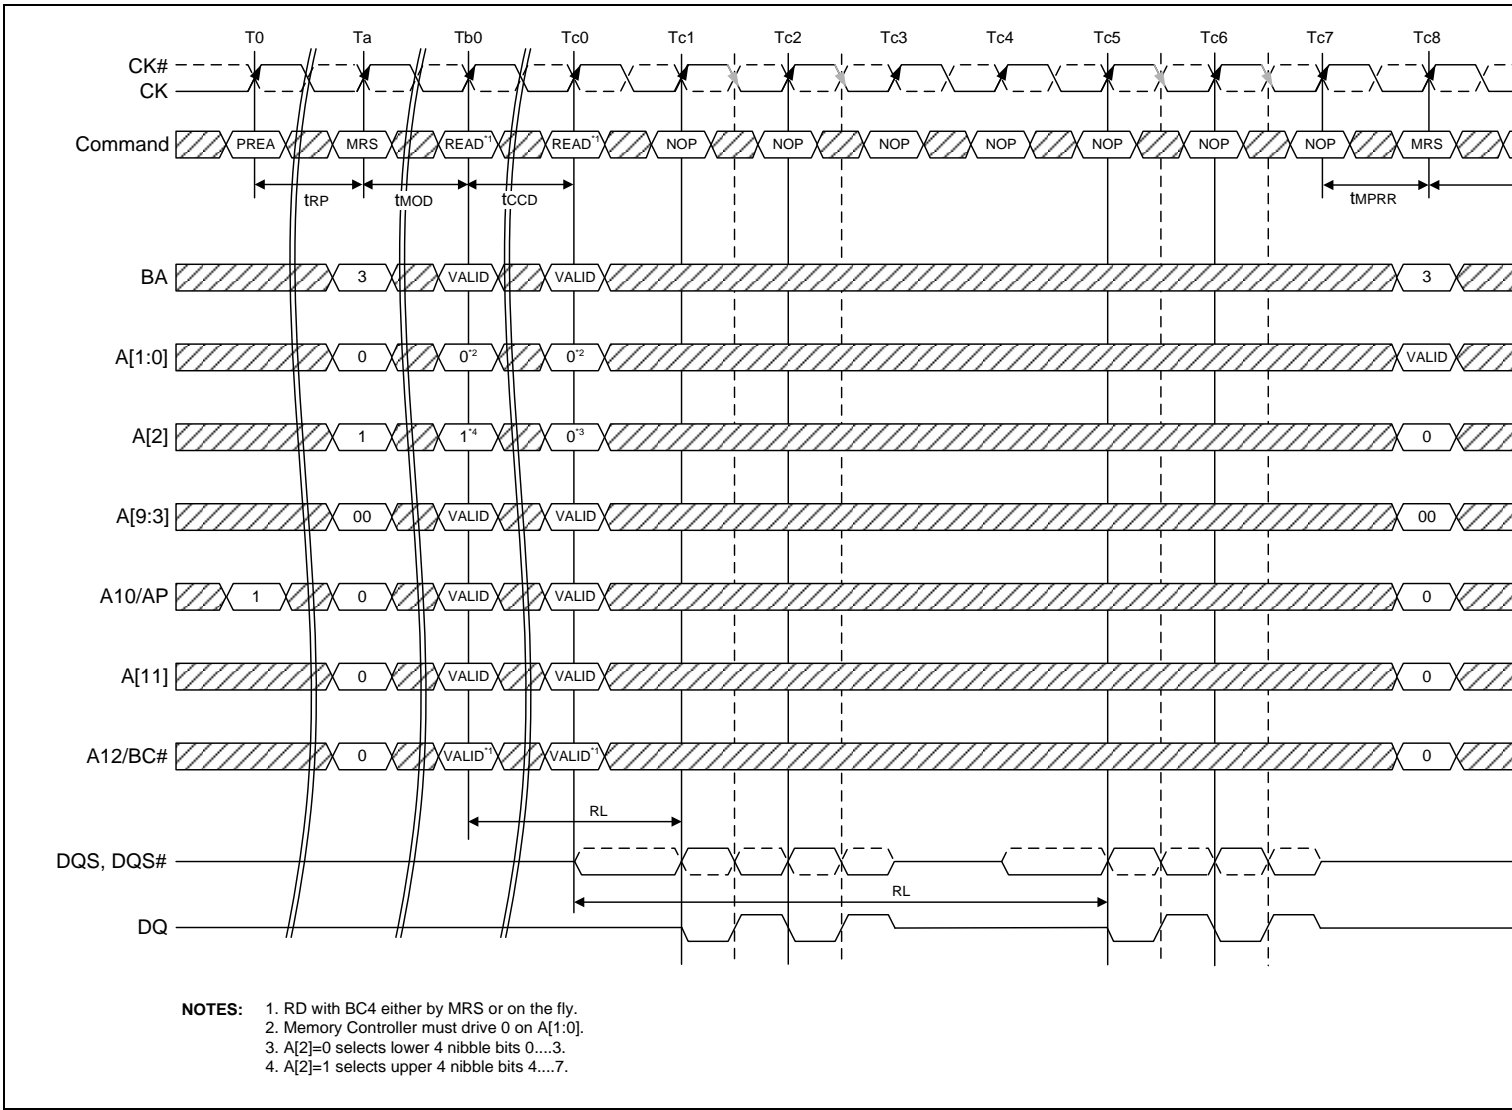 T0 Ta Tb0 Tc0 Tc1 Tc2 Tc3 Tc4 Tc5 Tc6 Tc7 Tc8
CK#
CK
Command PREA MRS READ*1 READ*1 NOP NOP NOP NOP NOP NOP NOP MRS
tRP tMOD tCCD tMPRR
BA 3 VALID VALID 3
A[1:0] 0 0*2 0*2 VALID
A[2] 1 1*4 0*3 0
A[9:3] 00 VALID VALID 00
A10/AP 1 0 VALID VALID 0
A[11] 0 VALID VALID 0
A12/BC# 0 VALID*1 VALID*1 0
RL
DQS, DQS#
RL
DQ
NOTES: 1. RD with BC4 either by MRS or on the fly.
2. Memory Controller must drive 0 on A[1:0].
3. A[2]=0 selects lower 4 nibble bits 0....3.
4. A[2]=1 selects upper 4 nibble bits 4....7.